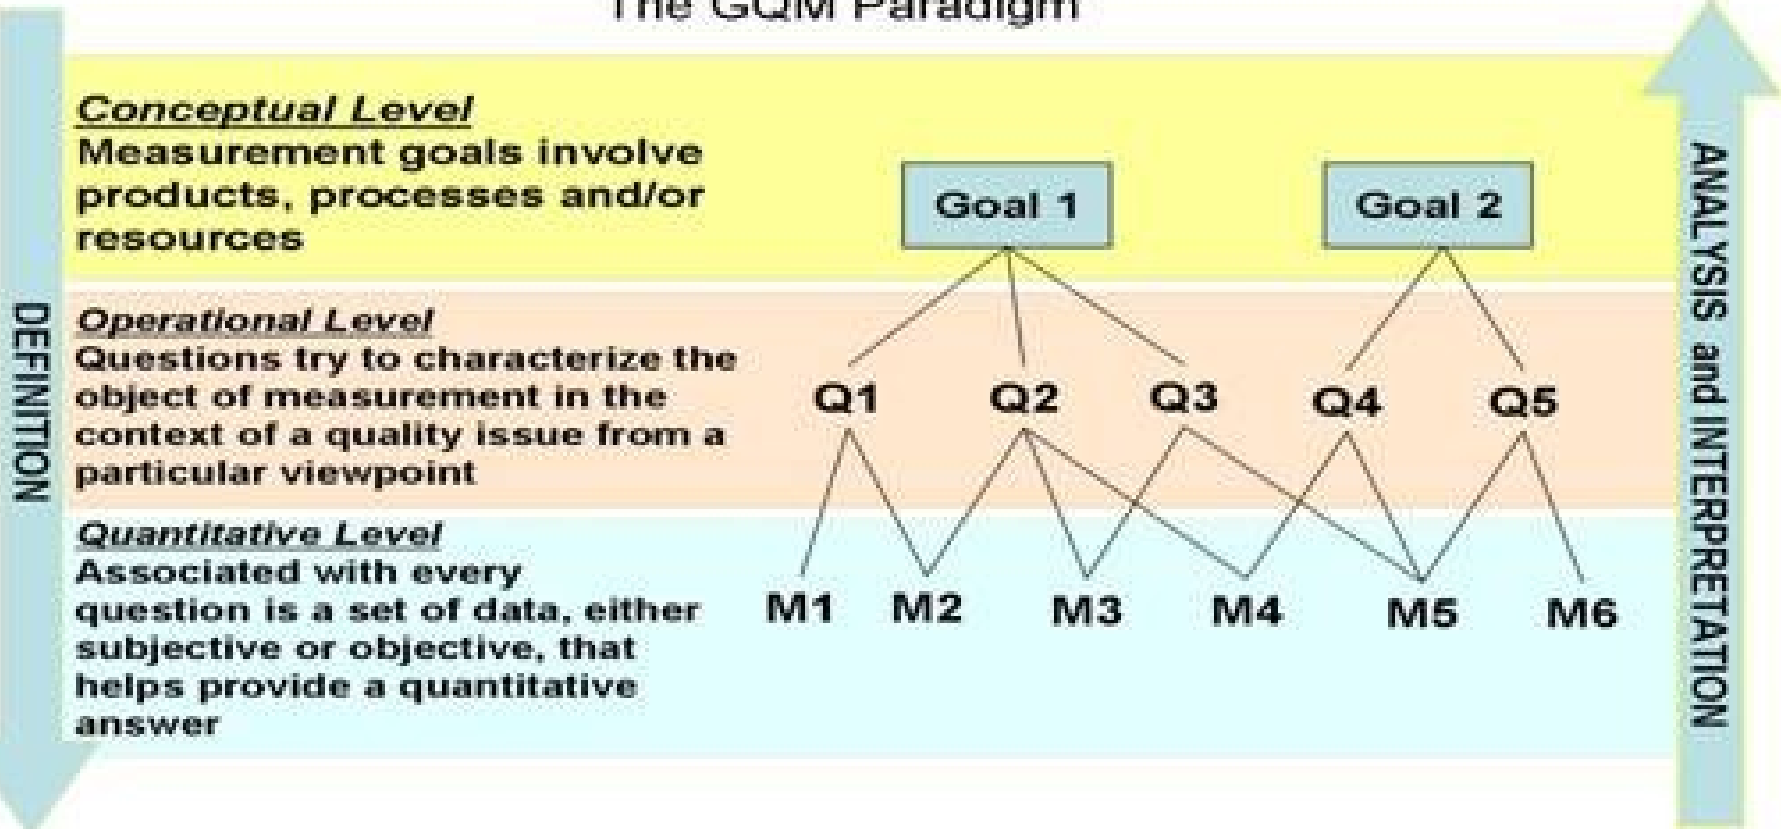 The GQM Paradigm
Conceptual Level
Measurement goals involve
products, processes and/or
resources
Goal 1
Goal 2
Operational Level
Questions try to characterize the
object of measurement in the
context of a quality issue from a
particular viewpoint
Q1
Q2
Q3
Q4
Q5
Quantitative Level
Associated with every
question is a set of data, either
subjective or objective, that
helps provide a quantitative
answer
M1
M2
M3
M4
M5
M6
DEFINITION
ANALYSIS and INTERPRETATION